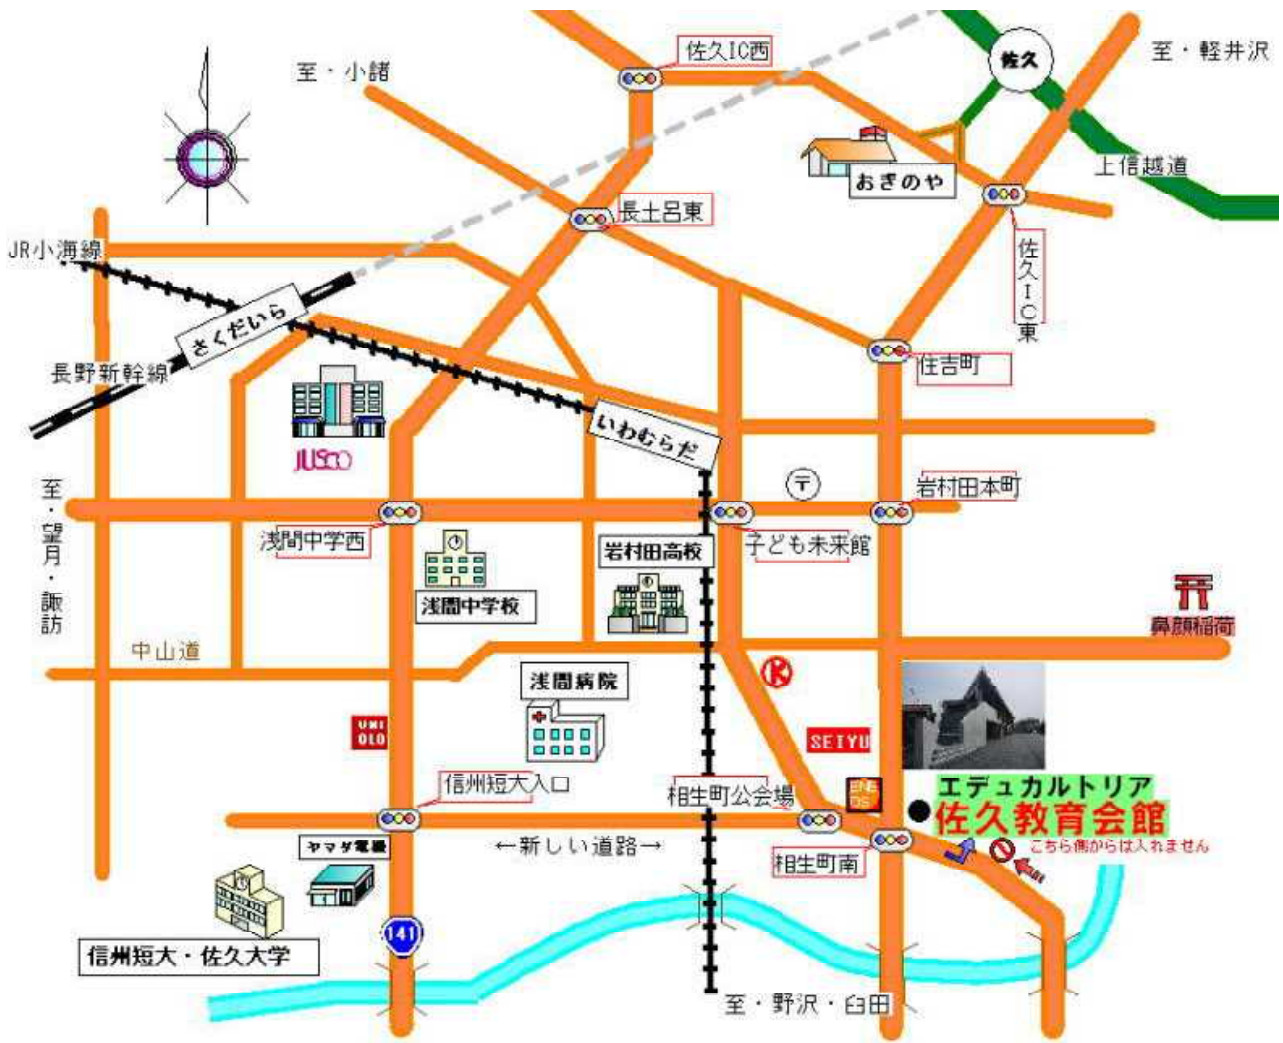 佐久IC西
至・小諸
佐久
至・軽井沢
上信越道
おぎのや
長土呂東
JR小海線
佐久IC東
さくだいら
長野新幹線
住吉町
JUSCO
いわむらだ
至・望月・諏訪
〒
岩村田本町
浅間中学西
岩村田高校
子ども未来館
浅間中学校
鼻顔稲荷
中山道
浅間病院
K
UNI
QLO
SEIYU
信州短大入口
相生町公会場
ENE
OS
エデュカルトリア
佐久教育会館
こちら側からは入れません
ヤマダ電機
←新しい道路→
相生町南
141
信州短大・佐久大学
至・野沢・臼田